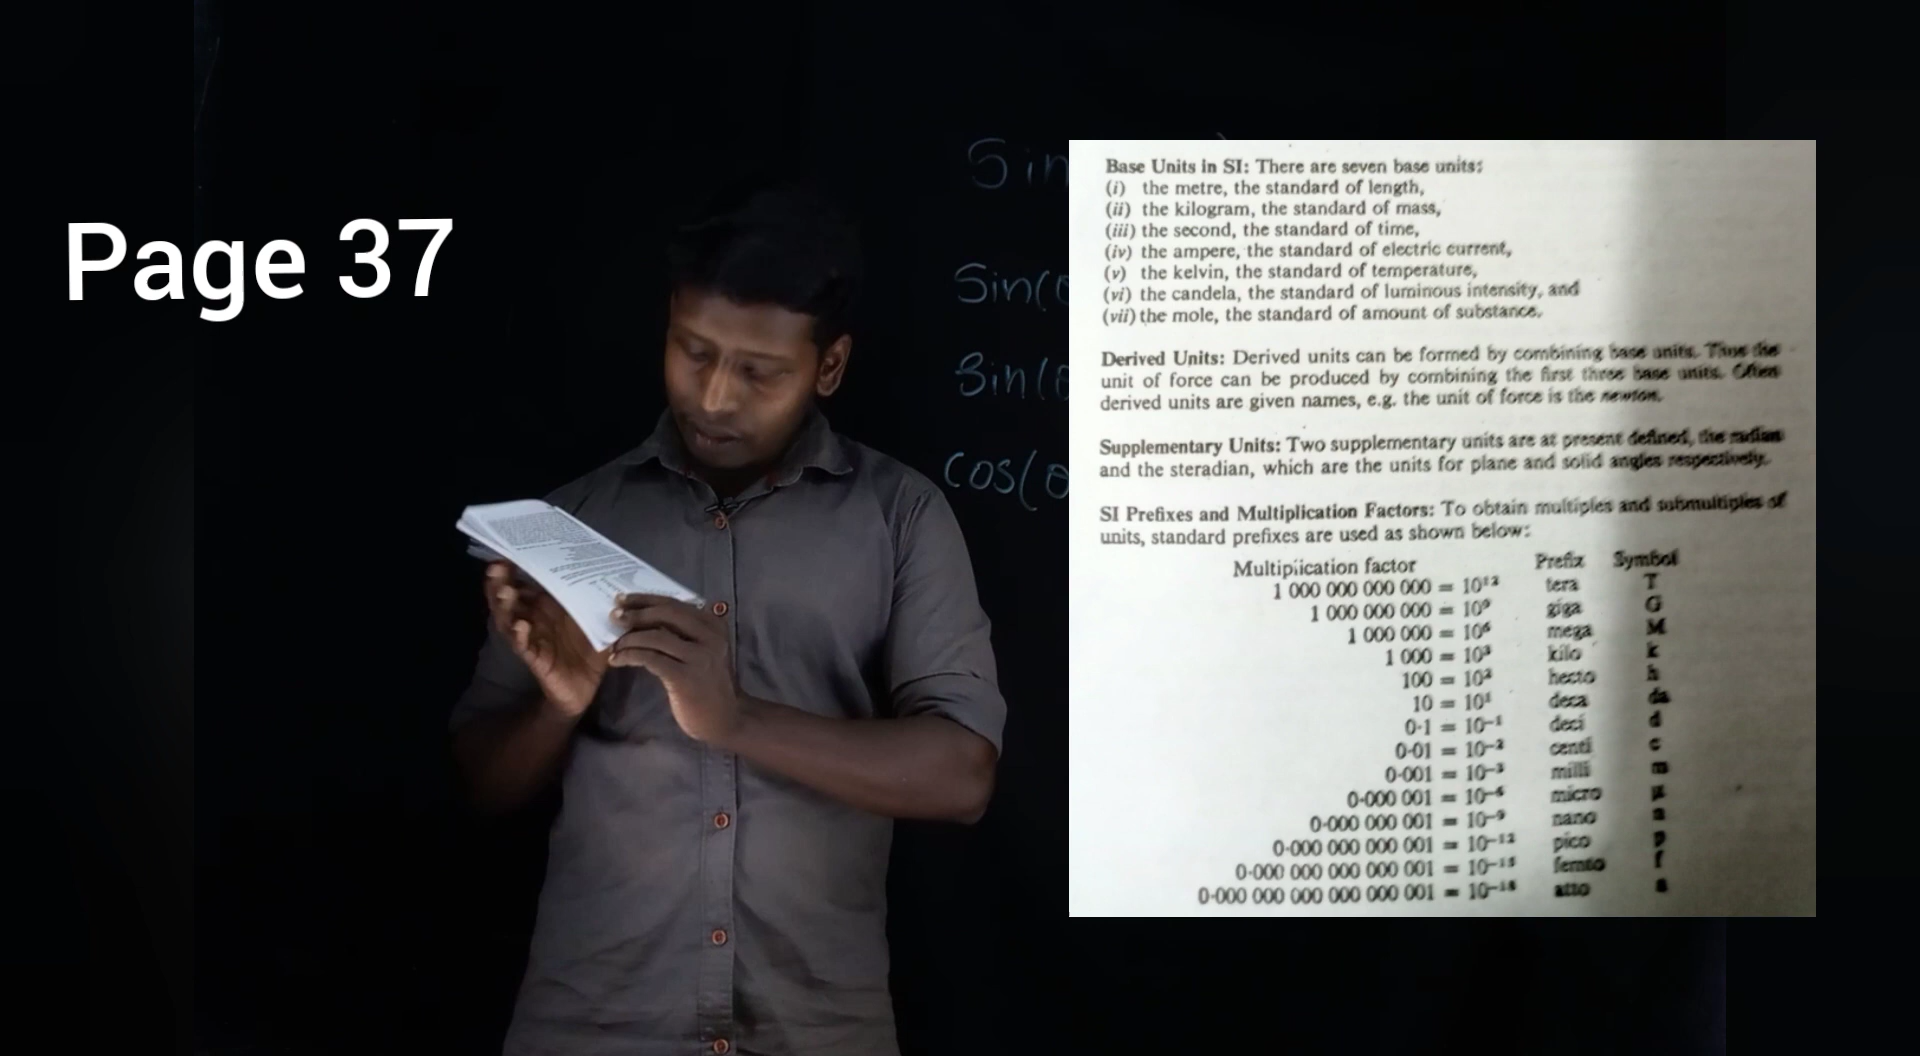 Page 37
Sin
Sin(θ
Sin(θ
cos(θ
Base Units in SI: There are seven base units:
(i) the metre, the standard of length,
(ii) the kilogram, the standard of mass,
(iii) the second, the standard of time,
(iv) the ampere, the standard of electric current,
(v) the kelvin, the standard of temperature,
(vi) the candela, the standard of luminous intensity, and
(vii) the mole, the standard of amount of substance.
Derived Units: Derived units can be formed by combining base units. Thus the
unit of force can be produced by combining the first three base units. Often
derived units are given names, e.g. the unit of force is the newton.
Supplementary Units: Two supplementary units are at present defined, the radian
and the steradian, which are the units for plane and solid angles respectively.
SI Prefixes and Multiplication Factors: To obtain multiples and submultiples of
units, standard prefixes are used as shown below:
Multiplication factor Prefix Symbol
1 000 000 000 000 = 10¹² tera T
1 000 000 000 = 10⁹ giga G
1 000 000 = 10⁶ mega M
1 000 = 10³ kilo k
100 = 10² hecto h
10 = 10¹ deca da
0·1 = 10⁻¹ deci d
0·01 = 10⁻² centi c
0·001 = 10⁻³ milli m
0·000 001 = 10⁻⁶ micro μ
0·000 000 001 = 10⁻⁹ nano n
0·000 000 000 001 = 10⁻¹² pico p
0·000 000 000 000 001 = 10⁻¹⁵ femto f
0·000 000 000 000 000 001 = 10⁻¹⁸ atto a